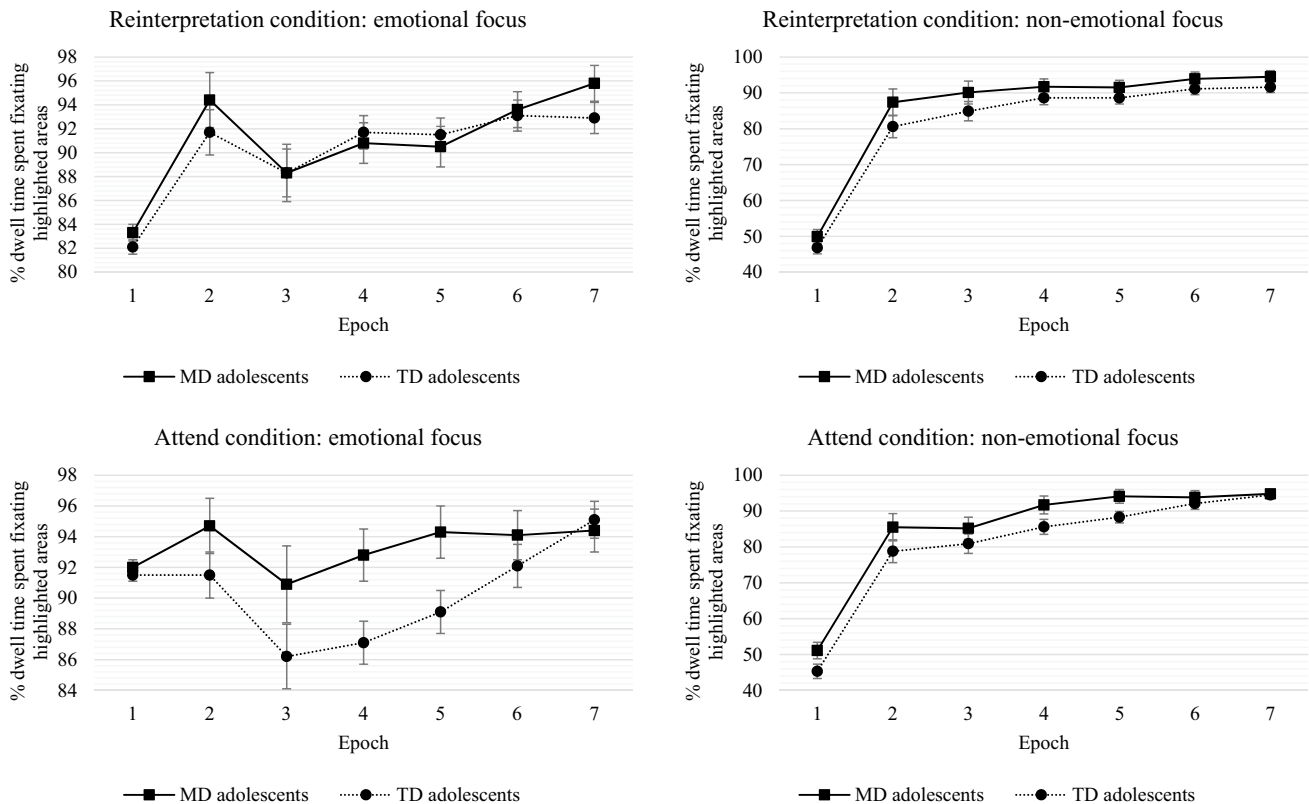 Reinterpretation condition: emotional focus
% dwell time spent fixating
highlighted areas
98
96
94
92
90
88
86
84
82
80
1 2 3 4 5 6 7
Epoch
MD adolescents TD adolescents
Reinterpretation condition: non-emotional focus
% dwell time spent fixating
highlighted areas
100
90
80
70
60
50
40
1 2 3 4 5 6 7
Epoch
MD adolescents TD adolescents
Attend condition: emotional focus
% dwell time spent fixating
highlighted areas
98
96
94
92
90
88
86
84
1 2 3 4 5 6 7
Epoch
MD adolescents TD adolescents
Attend condition: non-emotional focus
% dwell time spent fixating
highlighted areas
100
90
80
70
60
50
40
1 2 3 4 5 6 7
Epoch
MD adolescents TD adolescents